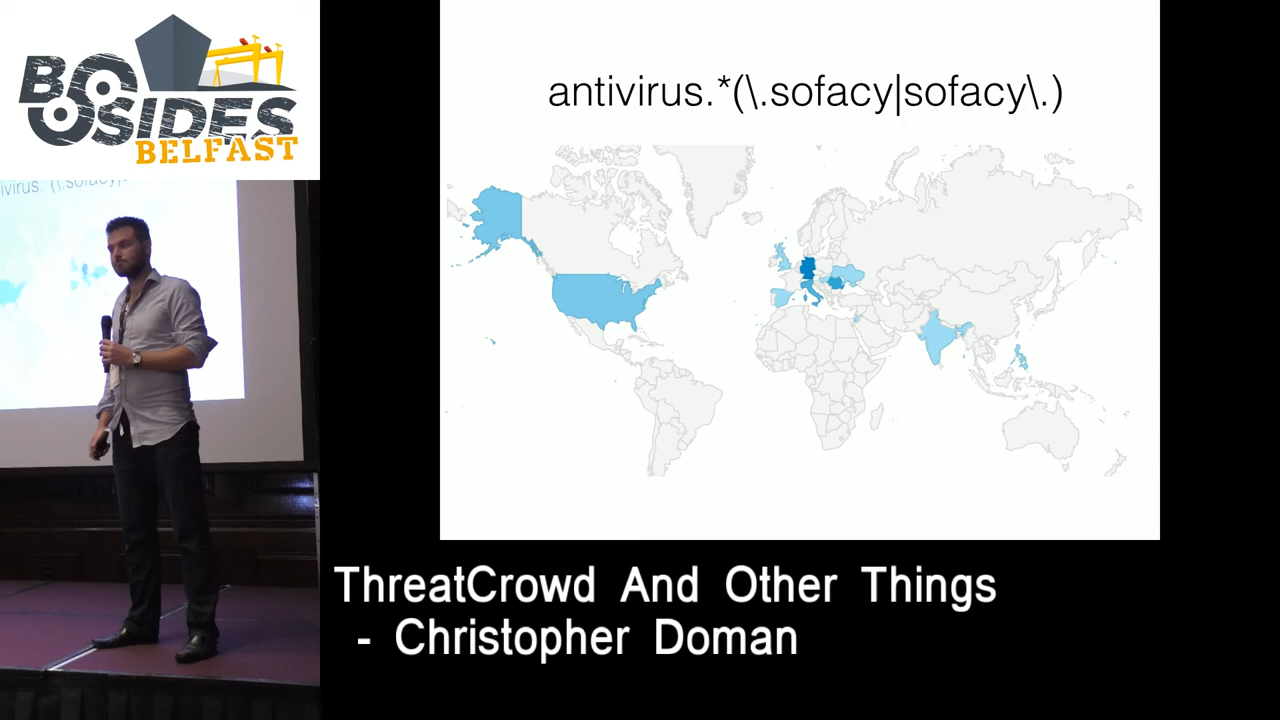 BSIDES
BELFAST
antivirus.*(\.sofacy|sofacy\.)
ThreatCrowd And Other Things
- Christopher Doman